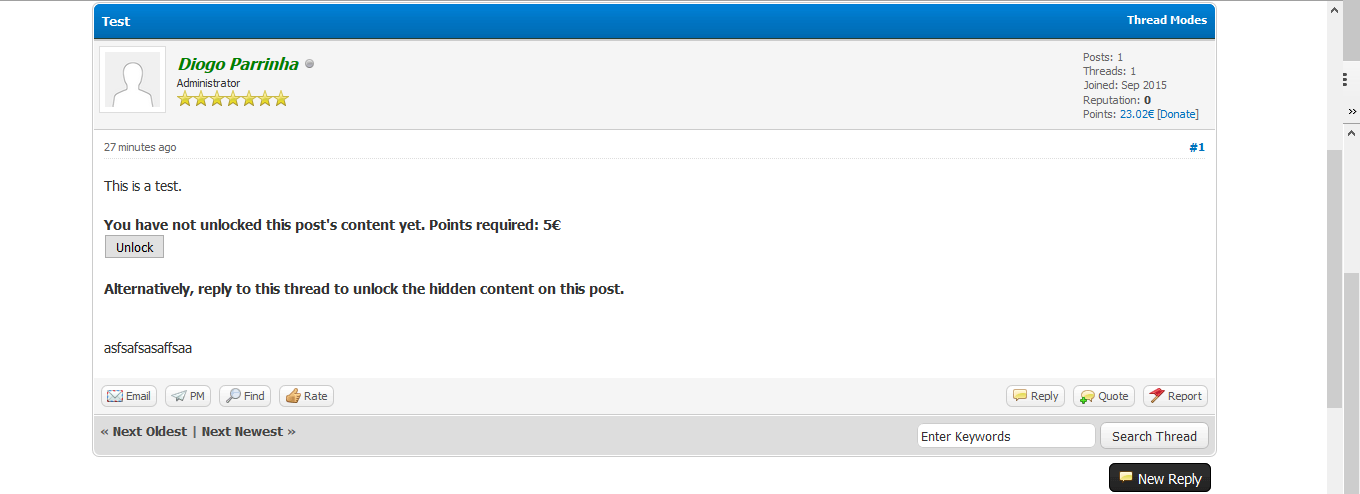 Test
Thread Modes
Diogo Parrinha
Administrator
Posts: 1
Threads: 1
Joined: Sep 2015
Reputation: 0
Points: 23.02€ [Donate]
27 minutes ago
#1
This is a test.
You have not unlocked this post's content yet. Points required: 5€
Unlock
Alternatively, reply to this thread to unlock the hidden content on this post.
asfsafsasaffsaa
Email PM Find Rate Reply Quote Report
« Next Oldest | Next Newest »
Enter Keywords
Search Thread
New Reply